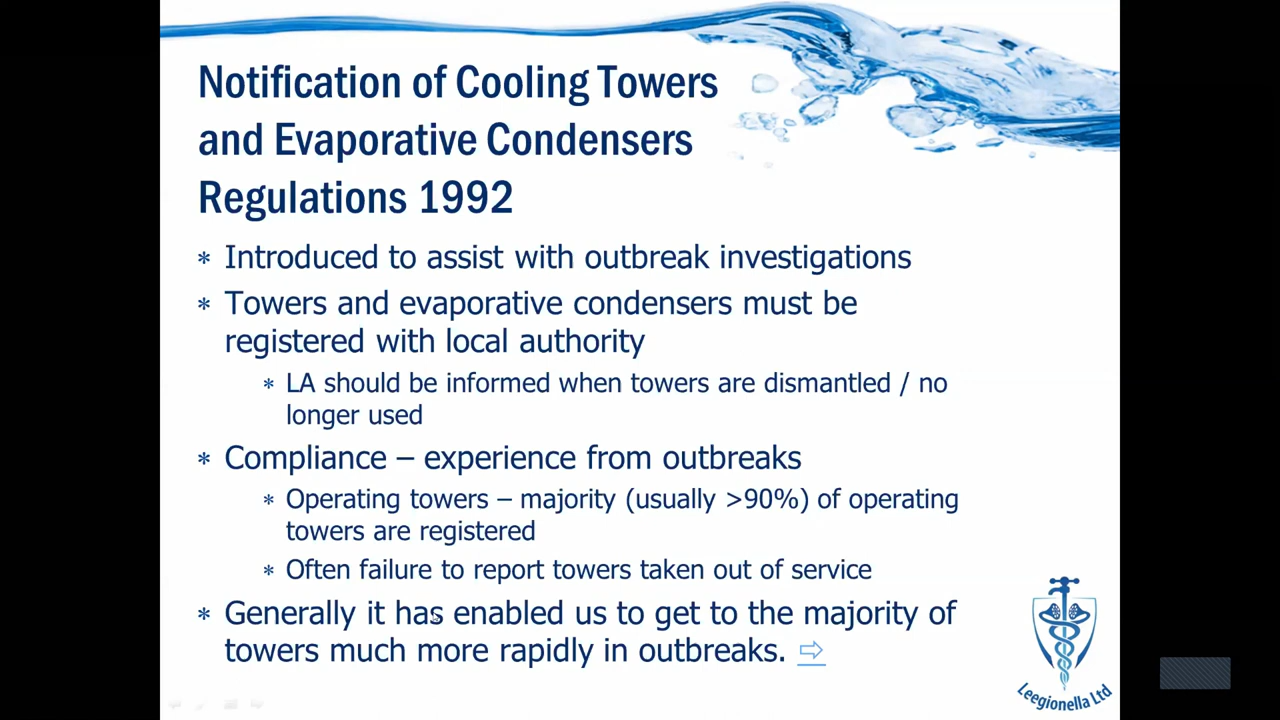 Notification of Cooling Towers
and Evaporative Condensers
Regulations 1992
* Introduced to assist with outbreak investigations
* Towers and evaporative condensers must be
registered with local authority
* LA should be informed when towers are dismantled / no
longer used
* Compliance – experience from outbreaks
* Operating towers – majority (usually >90%) of operating
towers are registered
* Often failure to report towers taken out of service
* Generally it has enabled us to get to the majority of
towers much more rapidly in outbreaks. ⇨
Leegionella Ltd